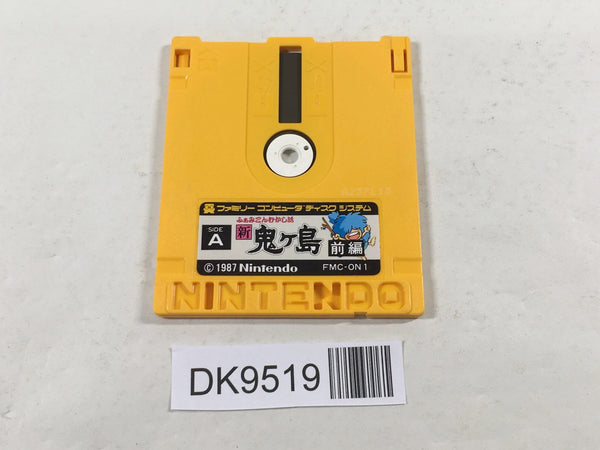 ファミリー コンピュータ ディスク システム
ふぁみこんむかし話
SIDE A
新 鬼ヶ島 前編
© 1987 Nintendo FMC-ON1
NINTENDO
DK9519